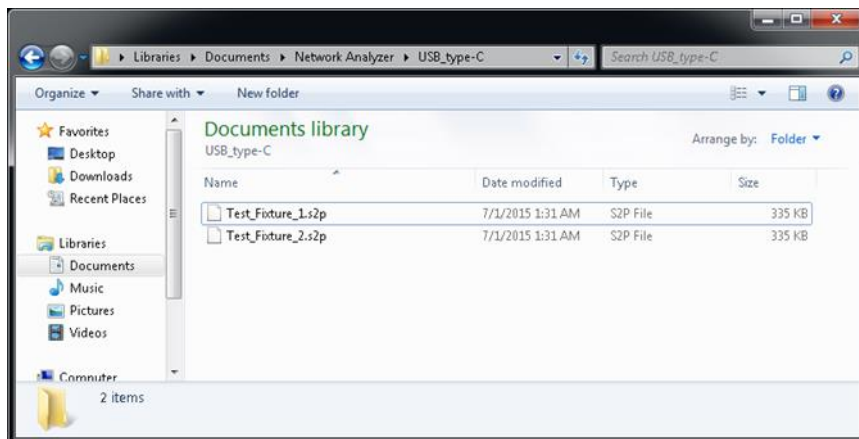 Libraries Documents Network Analyzer USB_type-C Search USB_type-C
Organize Share with New folder
Favorites
Desktop
Downloads
Recent Places
Libraries
Documents
Music
Pictures
Videos
Computer
Documents library
USB_type-C
Arrange by: Folder
Name Date modified Type Size
Test_Fixture_1.s2p 7/1/2015 1:31 AM S2P File 335 KB
Test_Fixture_2.s2p 7/1/2015 1:31 AM S2P File 335 KB
2 items